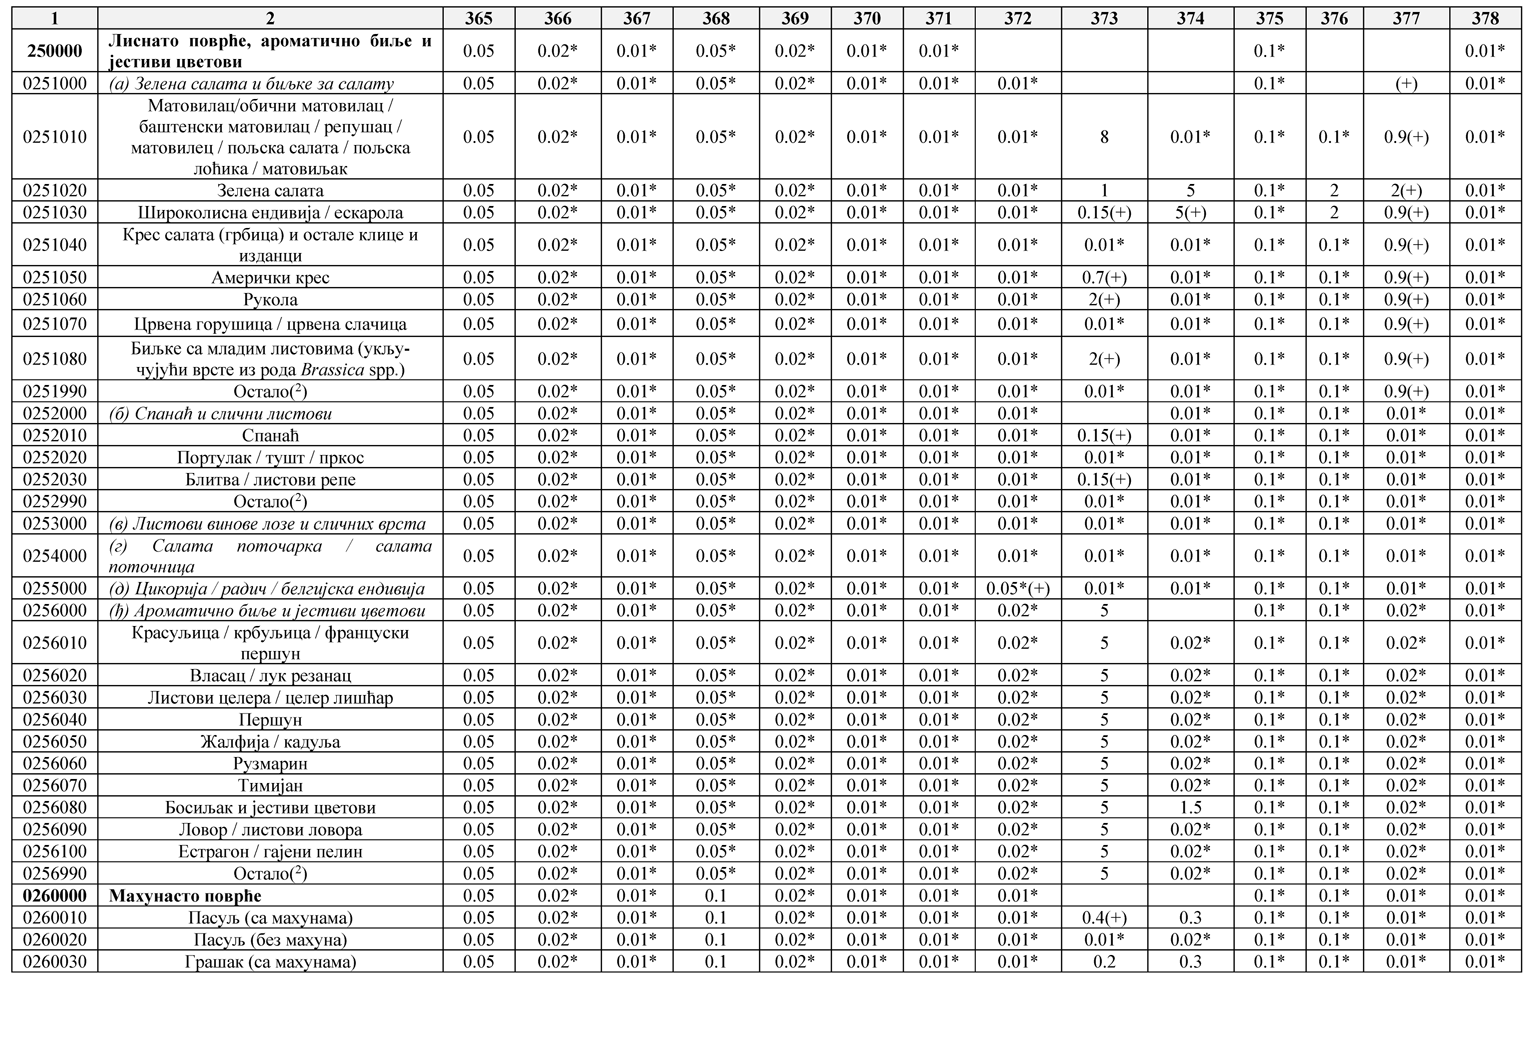 1 2 365 366 367 368 369 370 371 372 373 374 375 376 377 378
250000 Лиснато поврће, ароматично биље и јестиви цветови 0.05 0.02* 0.01* 0.05* 0.02* 0.01* 0.01* 0.1* 0.01*
0251000 (а) Зелена салата и биљке за салату 0.05 0.02* 0.01* 0.05* 0.02* 0.01* 0.01* 0.01* 0.1* (+) 0.01*
0251010 Матовилац/обични матовилац / баштенски матовилац / репушац / матовилец / пољска салата / пољска лоћика / матовиљак 0.05 0.02* 0.01* 0.05* 0.02* 0.01* 0.01* 0.01* 8 0.01* 0.1* 0.1* 0.9(+) 0.01*
0251020 Зелена салата 0.05 0.02* 0.01* 0.05* 0.02* 0.01* 0.01* 0.01* 1 5 0.1* 2 2(+) 0.01*
0251030 Широколисна ендивија / ескарола 0.05 0.02* 0.01* 0.05* 0.02* 0.01* 0.01* 0.01* 0.15(+) 5(+) 0.1* 2 0.9(+) 0.01*
0251040 Крес салата (грбица) и остале клице и изданци 0.05 0.02* 0.01* 0.05* 0.02* 0.01* 0.01* 0.01* 0.01* 0.01* 0.1* 0.1* 0.9(+) 0.01*
0251050 Амерички крес 0.05 0.02* 0.01* 0.05* 0.02* 0.01* 0.01* 0.01* 0.7(+) 0.01* 0.1* 0.1* 0.9(+) 0.01*
0251060 Рукола 0.05 0.02* 0.01* 0.05* 0.02* 0.01* 0.01* 0.01* 2(+) 0.01* 0.1* 0.1* 0.9(+) 0.01*
0251070 Црвена горушица / црвена слачица 0.05 0.02* 0.01* 0.05* 0.02* 0.01* 0.01* 0.01* 0.01* 0.01* 0.1* 0.1* 0.9(+) 0.01*
0251080 Биљке са младим листовима (укљу-чујући врсте из рода Brassica spp.) 0.05 0.02* 0.01* 0.05* 0.02* 0.01* 0.01* 0.01* 2(+) 0.01* 0.1* 0.1* 0.9(+) 0.01*
0251990 Остало(²) 0.05 0.02* 0.01* 0.05* 0.02* 0.01* 0.01* 0.01* 0.01* 0.01* 0.1* 0.1* 0.9(+) 0.01*
0252000 (б) Спанаћ и слични листови 0.05 0.02* 0.01* 0.05* 0.02* 0.01* 0.01* 0.01* 0.01* 0.1* 0.1* 0.01* 0.01*
0252010 Спанаћ 0.05 0.02* 0.01* 0.05* 0.02* 0.01* 0.01* 0.01* 0.15(+) 0.01* 0.1* 0.1* 0.01* 0.01*
0252020 Портулак / тушт / пркос 0.05 0.02* 0.01* 0.05* 0.02* 0.01* 0.01* 0.01* 0.01* 0.01* 0.1* 0.1* 0.01* 0.01*
0252030 Блитва / листови репе 0.05 0.02* 0.01* 0.05* 0.02* 0.01* 0.01* 0.01* 0.15(+) 0.01* 0.1* 0.1* 0.01* 0.01*
0252990 Остало(²) 0.05 0.02* 0.01* 0.05* 0.02* 0.01* 0.01* 0.01* 0.01* 0.01* 0.1* 0.1* 0.01* 0.01*
0253000 (в) Листови винове лозе и сличних врста 0.05 0.02* 0.01* 0.05* 0.02* 0.01* 0.01* 0.01* 0.01* 0.01* 0.1* 0.1* 0.01* 0.01*
0254000 (г) Салата поточарка / салата поточница 0.05 0.02* 0.01* 0.05* 0.02* 0.01* 0.01* 0.01* 0.01* 0.01* 0.1* 0.1* 0.01* 0.01*
0255000 (д) Цикорија / радич / белгијска ендивија 0.05 0.02* 0.01* 0.05* 0.02* 0.01* 0.01* 0.05*(+) 0.01* 0.01* 0.1* 0.1* 0.01* 0.01*
0256000 (ђ) Ароматично биље и јестиви цветови 0.05 0.02* 0.01* 0.05* 0.02* 0.01* 0.01* 0.02* 5 0.1* 0.1* 0.02* 0.01*
0256010 Красуљица / крбуљица / француски першун 0.05 0.02* 0.01* 0.05* 0.02* 0.01* 0.01* 0.02* 5 0.02* 0.1* 0.1* 0.02* 0.01*
0256020 Власац / лук резанац 0.05 0.02* 0.01* 0.05* 0.02* 0.01* 0.01* 0.02* 5 0.02* 0.1* 0.1* 0.02* 0.01*
0256030 Листови целера / целер лишћар 0.05 0.02* 0.01* 0.05* 0.02* 0.01* 0.01* 0.02* 5 0.02* 0.1* 0.1* 0.02* 0.01*
0256040 Першун 0.05 0.02* 0.01* 0.05* 0.02* 0.01* 0.01* 0.02* 5 0.02* 0.1* 0.1* 0.02* 0.01*
0256050 Жалфија / кадуља 0.05 0.02* 0.01* 0.05* 0.02* 0.01* 0.01* 0.02* 5 0.02* 0.1* 0.1* 0.02* 0.01*
0256060 Рузмарин 0.05 0.02* 0.01* 0.05* 0.02* 0.01* 0.01* 0.02* 5 0.02* 0.1* 0.1* 0.02* 0.01*
0256070 Тимијан 0.05 0.02* 0.01* 0.05* 0.02* 0.01* 0.01* 0.02* 5 0.02* 0.1* 0.1* 0.02* 0.01*
0256080 Босиљак и јестиви цветови 0.05 0.02* 0.01* 0.05* 0.02* 0.01* 0.01* 0.02* 5 1.5 0.1* 0.1* 0.02* 0.01*
0256090 Ловор / листови ловора 0.05 0.02* 0.01* 0.05* 0.02* 0.01* 0.01* 0.02* 5 0.02* 0.1* 0.1* 0.02* 0.01*
0256100 Естрагон / гајени пелин 0.05 0.02* 0.01* 0.05* 0.02* 0.01* 0.01* 0.02* 5 0.02* 0.1* 0.1* 0.02* 0.01*
0256990 Остало(²) 0.05 0.02* 0.01* 0.05* 0.02* 0.01* 0.01* 0.02* 5 0.02* 0.1* 0.1* 0.02* 0.01*
0260000 Махунасто поврће 0.05 0.02* 0.01* 0.1 0.02* 0.01* 0.01* 0.01* 0.1* 0.1* 0.01* 0.01*
0260010 Пасуљ (са махунама) 0.05 0.02* 0.01* 0.1 0.02* 0.01* 0.01* 0.01* 0.4(+) 0.3 0.1* 0.1* 0.01* 0.01*
0260020 Пасуљ (без махуна) 0.05 0.02* 0.01* 0.1 0.02* 0.01* 0.01* 0.01* 0.01* 0.02* 0.1* 0.1* 0.01* 0.01*
0260030 Грашак (са махунама) 0.05 0.02* 0.01* 0.1 0.02* 0.01* 0.01* 0.01* 0.2 0.3 0.1* 0.1* 0.01* 0.01*